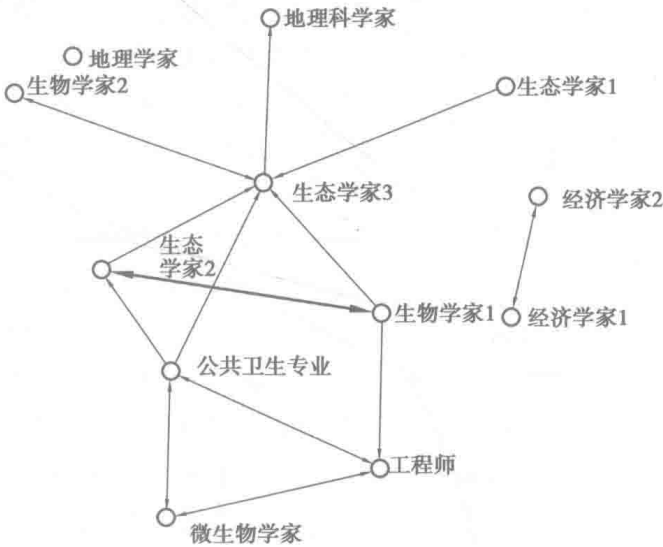 地理科学家
地理学家
生物学家2
生态学家1
生态学家3
经济学家2
生态
学家2
生物学家1
经济学家1
公共卫生专业
工程师
微生物学家